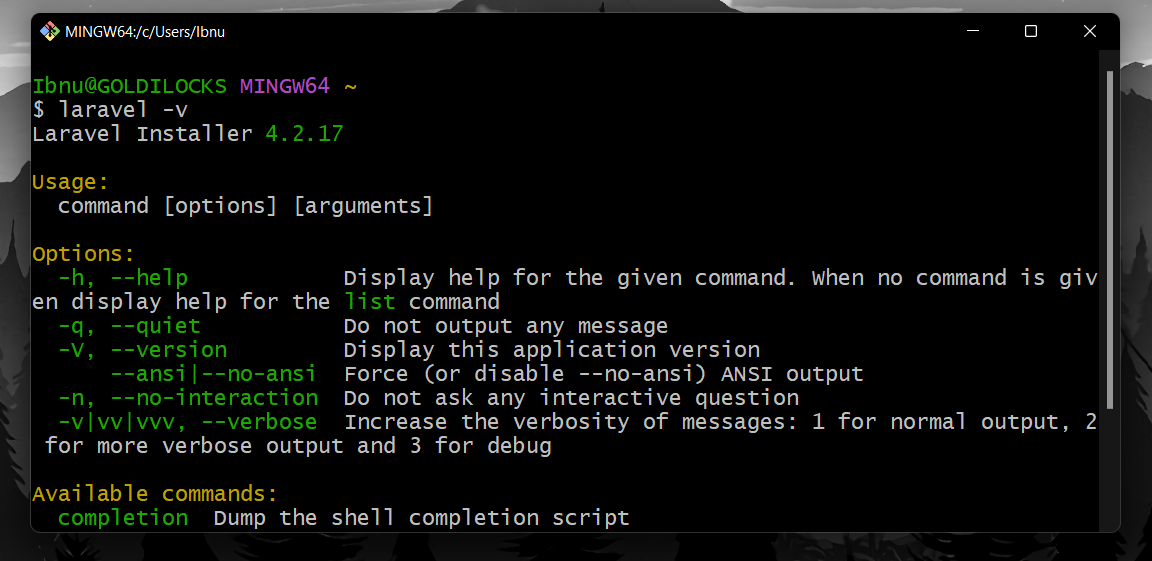 MINGW64:/c/Users/Ibnu
Ibnu@GOLDILOCKS MINGW64 ~
$ laravel -v
Laravel Installer 4.2.17
Usage:
command [options] [arguments]
Options:
-h, --help Display help for the given command. When no command is giv
en display help for the list command
-q, --quiet Do not output any message
-V, --version Display this application version
--ansi|--no-ansi Force (or disable --no-ansi) ANSI output
-n, --no-interaction Do not ask any interactive question
-v|vv|vvv, --verbose Increase the verbosity of messages: 1 for normal output, 2
for more verbose output and 3 for debug
Available commands:
completion Dump the shell completion script